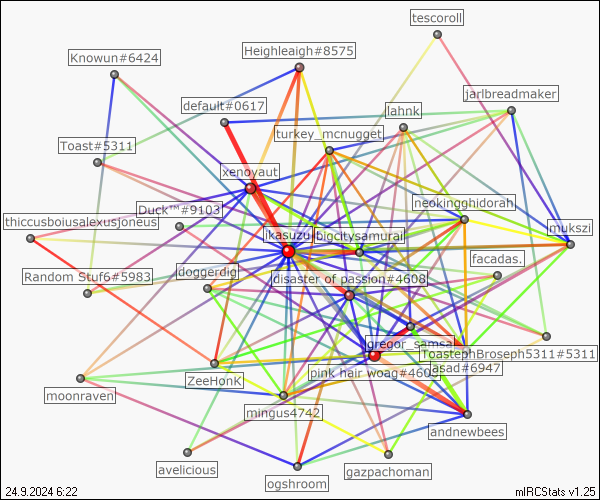 tescoroll
Knowun#6424
Heighleigh#8575
jarlbreadmaker
default#0617
lahnk
turkey_mcnugget
Toast#5311
xenoyaut
neokingghidorah
Duck™#9103
thiccusboiusalexusjoneus
ikasuzu
bigcitysamurai
mukszi
facadas.
Random Stuf6#5983
doggerdig
disaster of passion#4608
gregor_samsa
ToastephBroseph5311#5311
pink hair woag#4608
asad#6947
ZeeHonK
moonraven
mingus4742
andnewbees
avelicious
gazpachoman
ogshroom
24.9.2024 6:22
mIRCStats v1.25